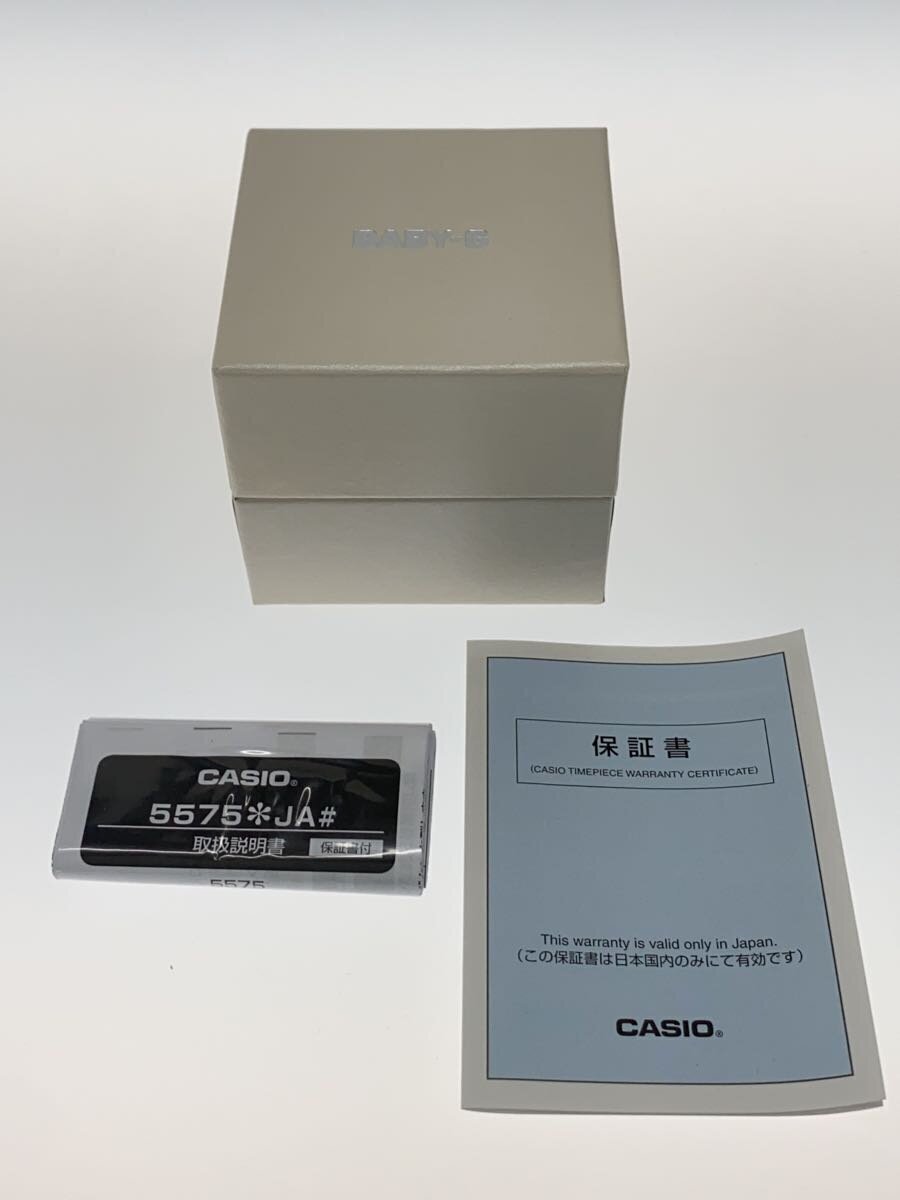 BABY-G
CASIO®
5575✻JA#
取扱説明書 保証書付
5575
保証書
(CASIO TIMEPIECE WARRANTY CERTIFICATE)
This warranty is valid only in Japan.
(この保証書は日本国内のみにて有効です)
CASIO®